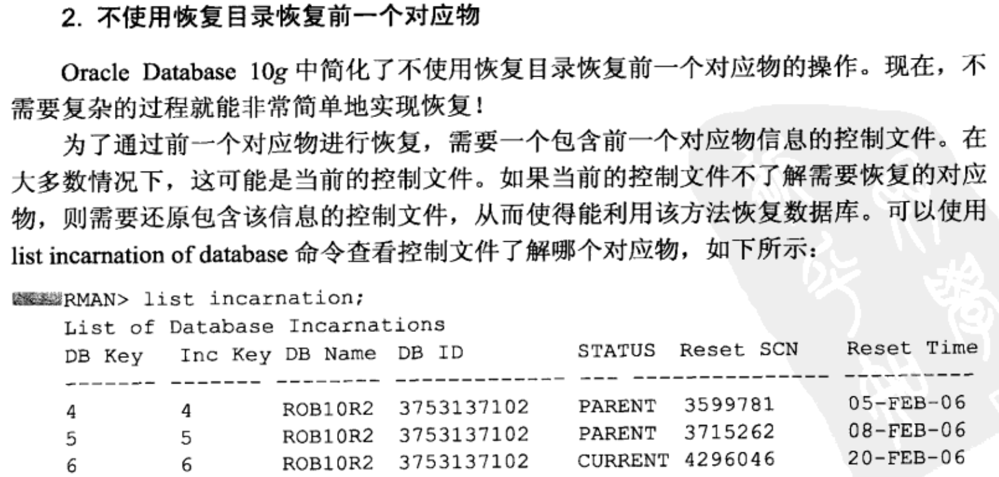 2. 不使用恢复目录恢复前一个对应物
Oracle Database 10g 中简化了不使用恢复目录恢复前一个对应物的操作。现在，不
需要复杂的过程就能非常简单地实现恢复！
为了通过前一个对应物进行恢复，需要一个包含前一个对应物信息的控制文件。在
大多数情况下，这可能是当前的控制文件。如果当前的控制文件不了解需要恢复的对应
物，则需要还原包含该信息的控制文件，从而使得能利用该方法恢复数据库。可以使用
list incarnation of database 命令查看控制文件了解哪个对应物，如下所示：
RMAN> list incarnation;
List of Database Incarnations
DB Key Inc Key DB Name DB ID STATUS Reset SCN Reset Time
------- ------- -------- ------------- --- --------------- ----------
4 4 ROB10R2 3753137102 PARENT 3599781 05-FEB-06
5 5 ROB10R2 3753137102 PARENT 3715262 08-FEB-06
6 6 ROB10R2 3753137102 CURRENT 4296046 20-FEB-06